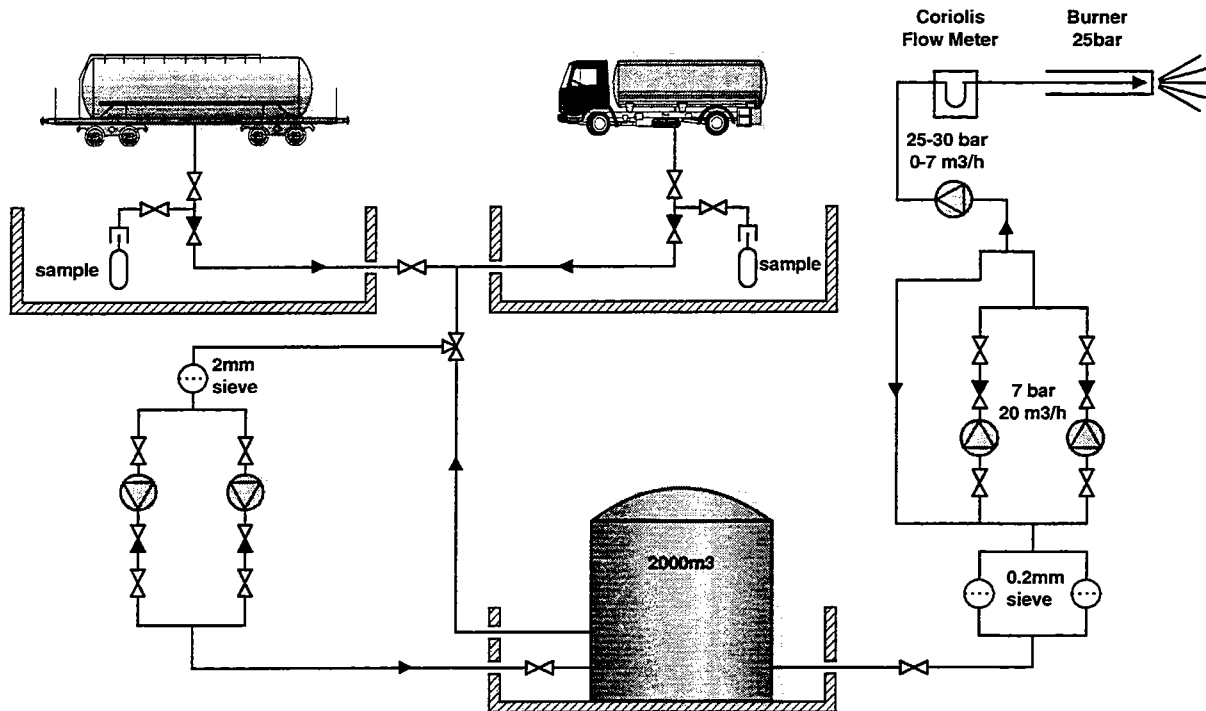 Coriolis
Flow Meter
Burner
25bar
25-30 bar
0-7 m3/h
sample
sample
2mm
sieve
7 bar
20 m3/h
2000m3
0.2mm
sieve